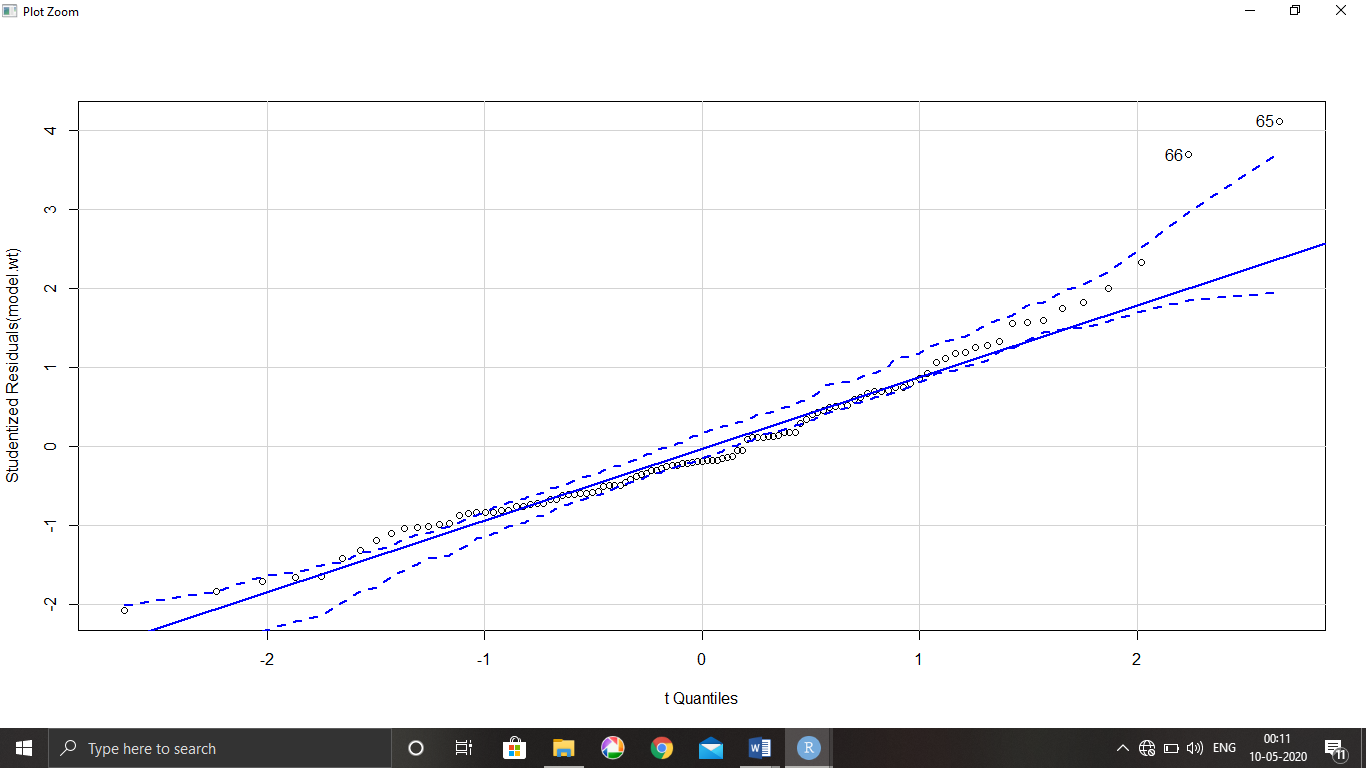 Plot Zoom
Studentized Residuals(model.wt)
4
3
2
1
0
-1
-2
65
66
-2
-1
0
1
2
t Quantiles
Type here to search
W
R
ENG
00:11
10-05-2020
11